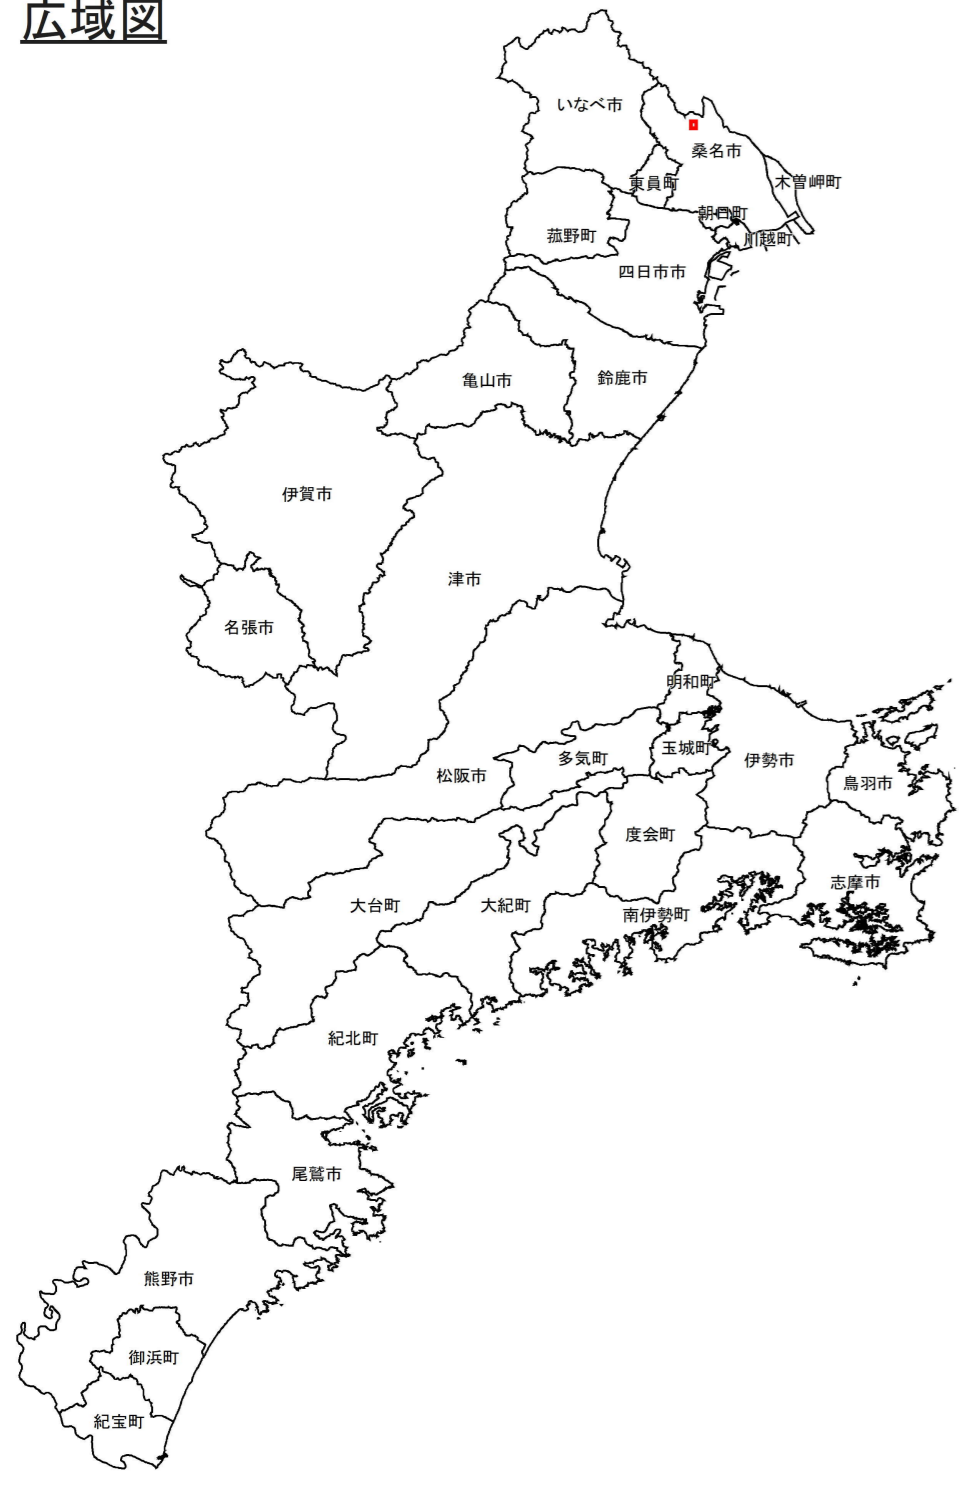 広域図
いなべ市
桑名市
東員町
木曽岬町
朝日町
菰野町
川越町
四日市市
亀山市
鈴鹿市
伊賀市
津市
名張市
明和町
玉城町
多気町
伊勢市
松阪市
鳥羽市
度会町
志摩市
大台町
大紀町
南伊勢町
紀北町
尾鷲市
熊野市
御浜町
紀宝町